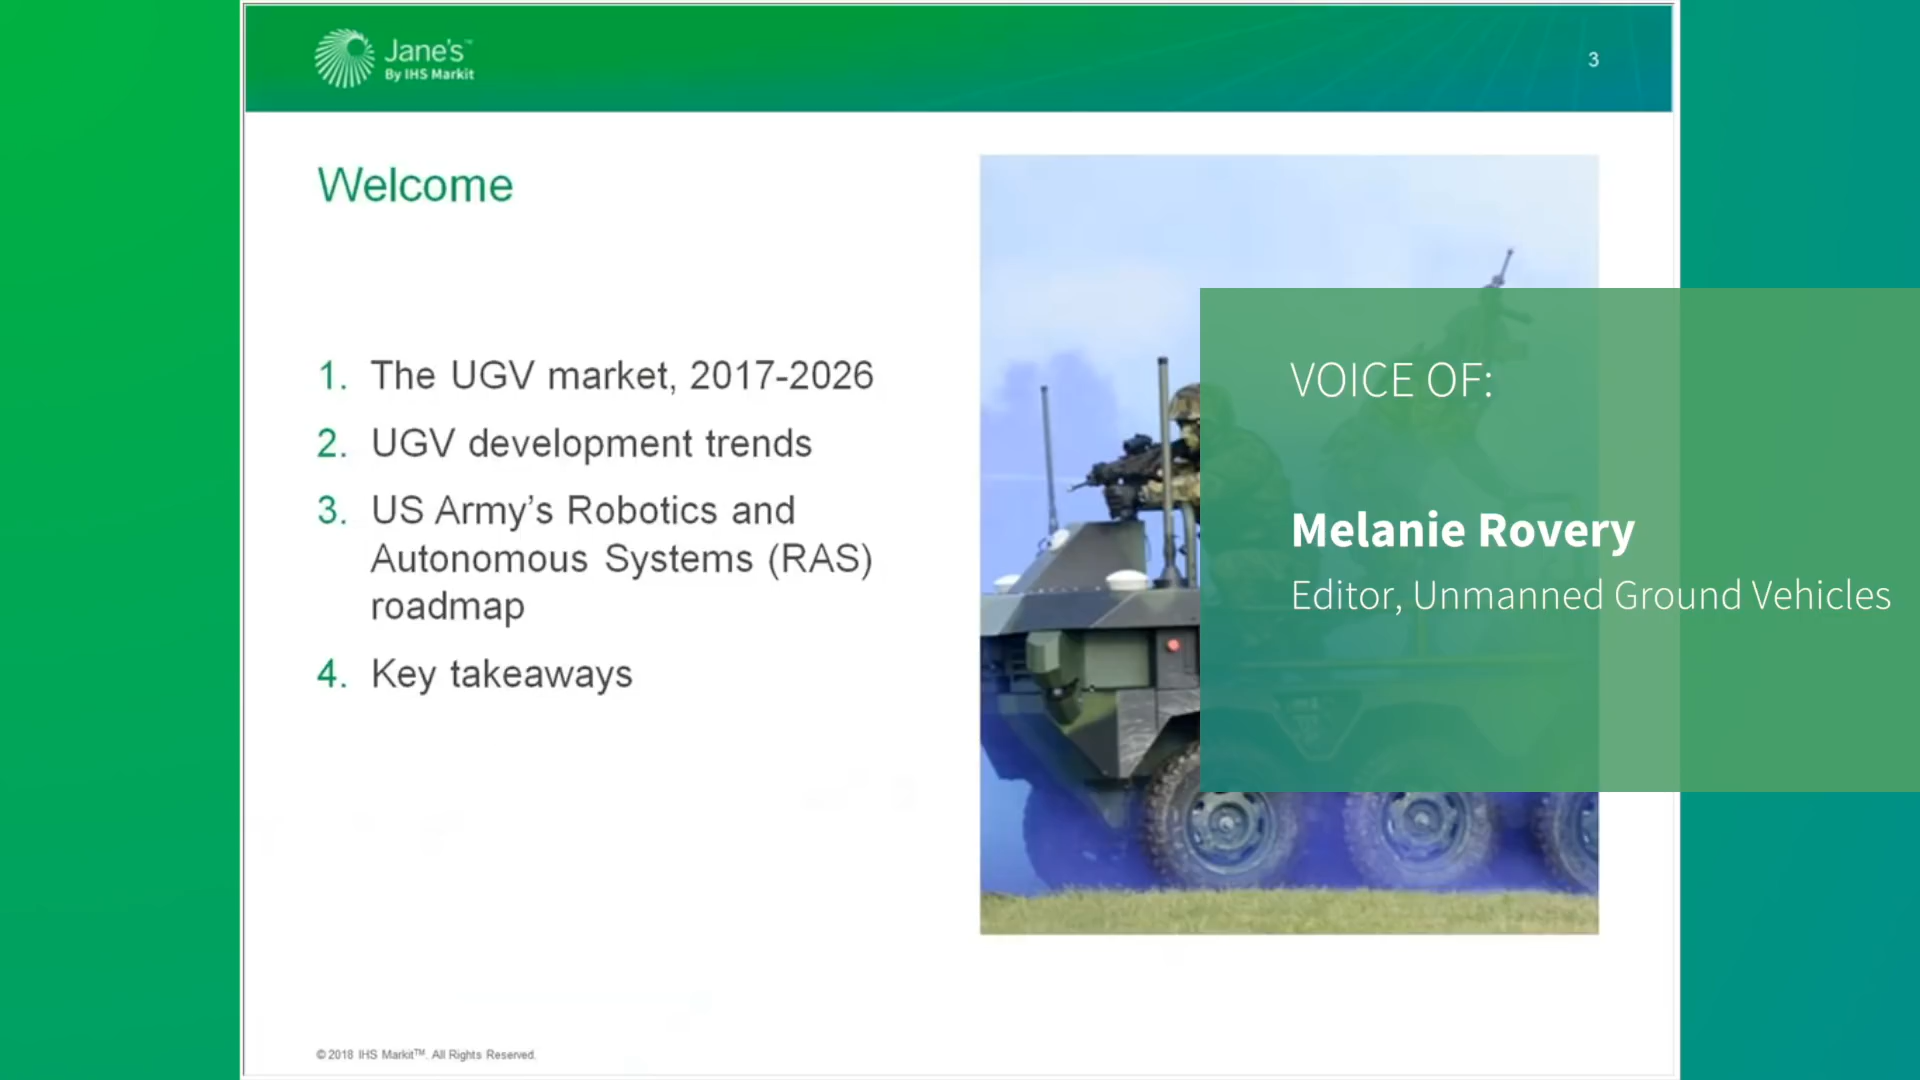 Jane's™
By IHS Markit
3
Welcome
1. The UGV market, 2017-2026
2. UGV development trends
3. US Army’s Robotics and
Autonomous Systems (RAS)
roadmap
4. Key takeaways
VOICE OF:
Melanie Rovery
Editor, Unmanned Ground Vehicles
© 2018 IHS Markit™. All Rights Reserved.